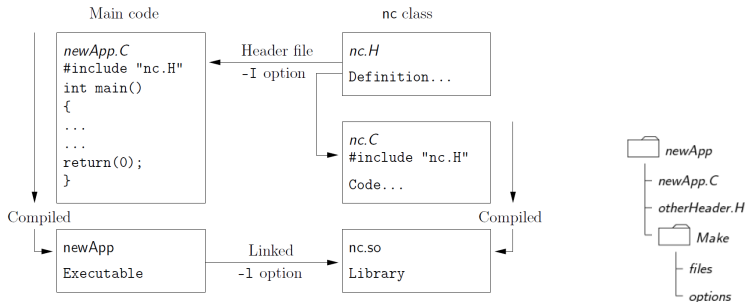 Main code
nc class
newApp.C
#include "nc.H"
int main()
{
...
...
return(0);
}
Header file
-I option
nc.H
Definition...
nc.C
#include "nc.H"
Code...
Compiled
Compiled
newApp
Executable
Linked
-l option
nc.so
Library
newApp
newApp.C
otherHeader.H
Make
files
options